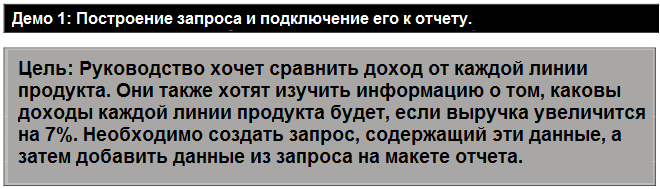 Демо 1: Построение запроса и подключение его к отчету.
Цель: Руководство хочет сравнить доход от каждой линии
продукта. Они также хотят изучить информацию о том, каковы
доходы каждой линии продукта будет, если выручка увеличится
на 7%. Необходимо создать запрос, содержащий эти данные, а
затем добавить данные из запроса на макете отчета.